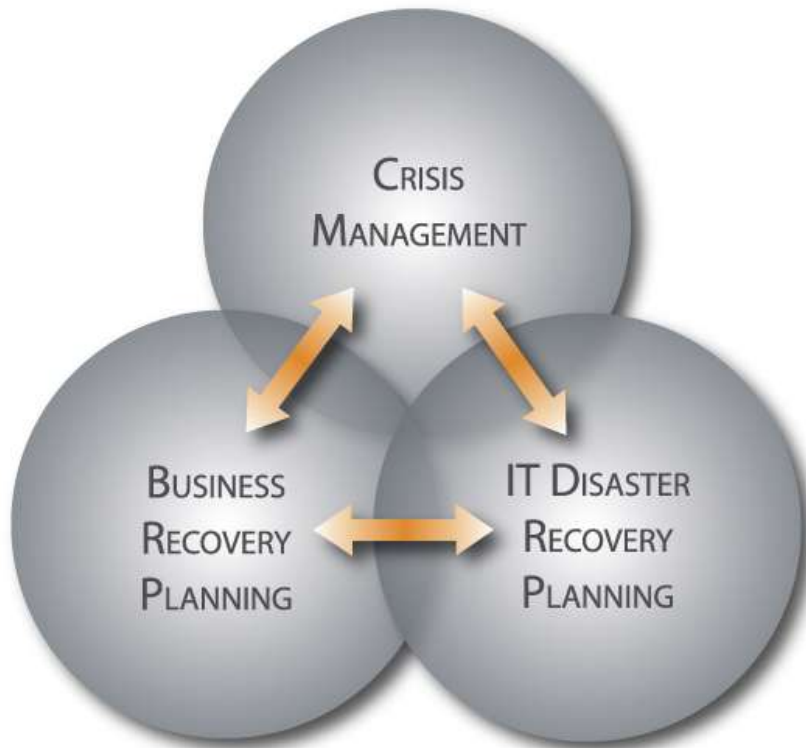 CRISIS
MANAGEMENT
BUSINESS
RECOVERY
PLANNING
IT DISASTER
RECOVERY
PLANNING